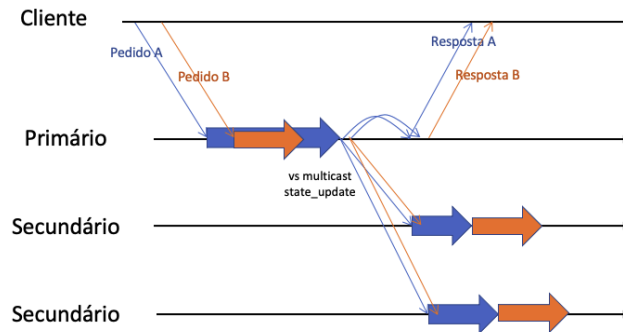 Cliente
Pedido A
Pedido B
Resposta A
Resposta B
Primário
vs multicast
state_update
Secundário
Secundário